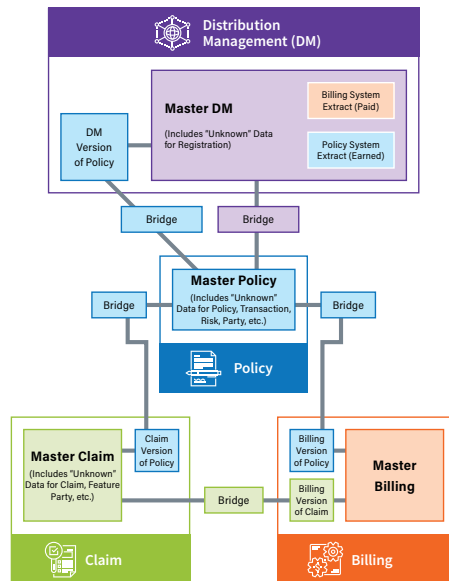 Distribution
Management (DM)
Master DM
(Includes "Unknown" Data
for Registration)
Billing System
Extract (Paid)
Policy System
Extract (Earned)
DM
Version
of Policy
Bridge
Bridge
Master Policy
(Includes "Unknown"
Data for Policy, Transaction,
Risk, Party, etc.)
Bridge
Bridge
Policy
Master Claim
(Includes "Unknown"
Data for Claim, Feature
Party, etc.)
Claim
Version
of Policy
Bridge
Billing
Version
of Policy
Billing
Version
of Claim
Master
Billing
Claim
Billing